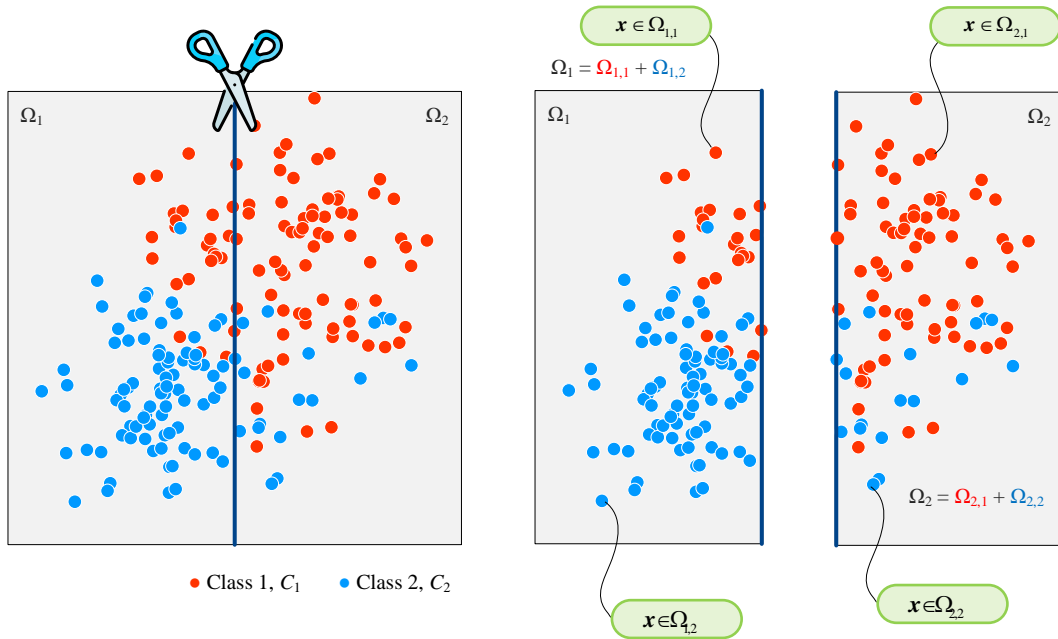 x ∈ Ω1,1
x ∈ Ω2,1
Ω1 = Ω1,1 + Ω1,2
Ω1
Ω2
Ω1
Ω2
Ω2 = Ω2,1 + Ω2,2
Class 1, C1
Class 2, C2
x∈Ω1,2
x∈Ω2,2